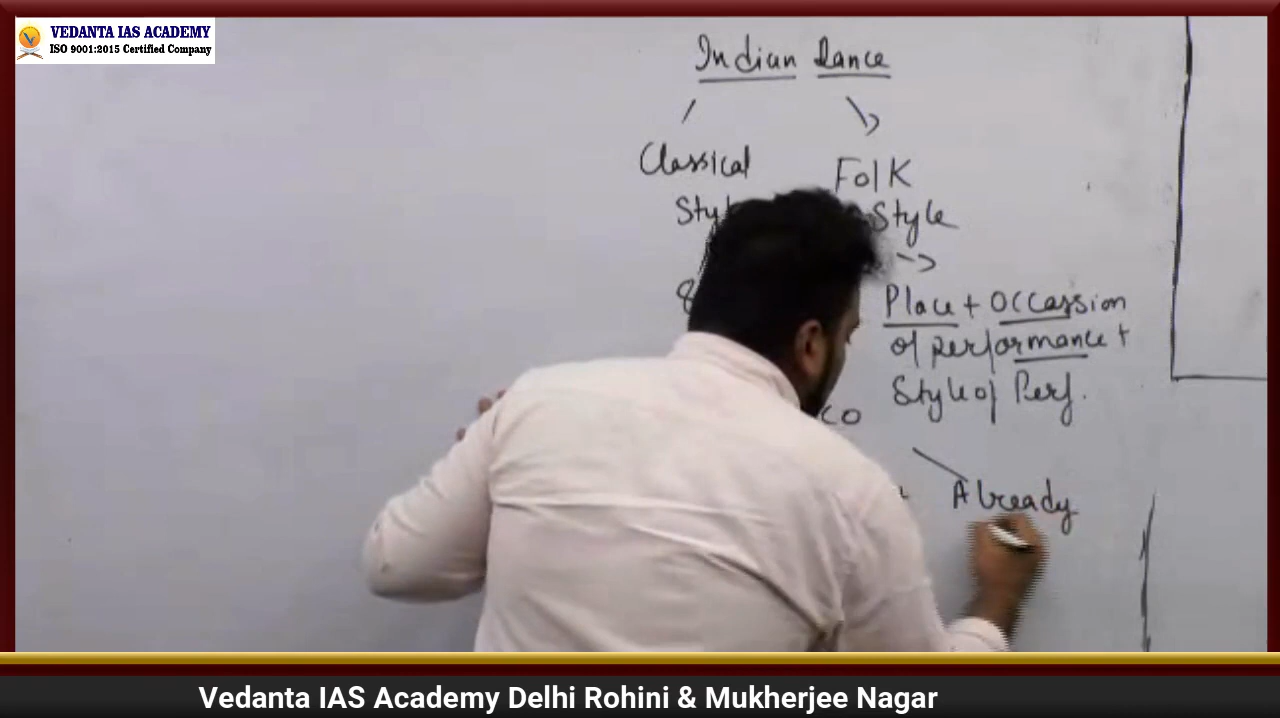 VEDANTA IAS ACADEMY
ISO 9001:2015 Certified Company
Indian Dance
Classical
Folk
Style
8
Place + Occassion
of performance +
Style of Perf.
Already
Vedanta IAS Academy Delhi Rohini & Mukherjee Nagar